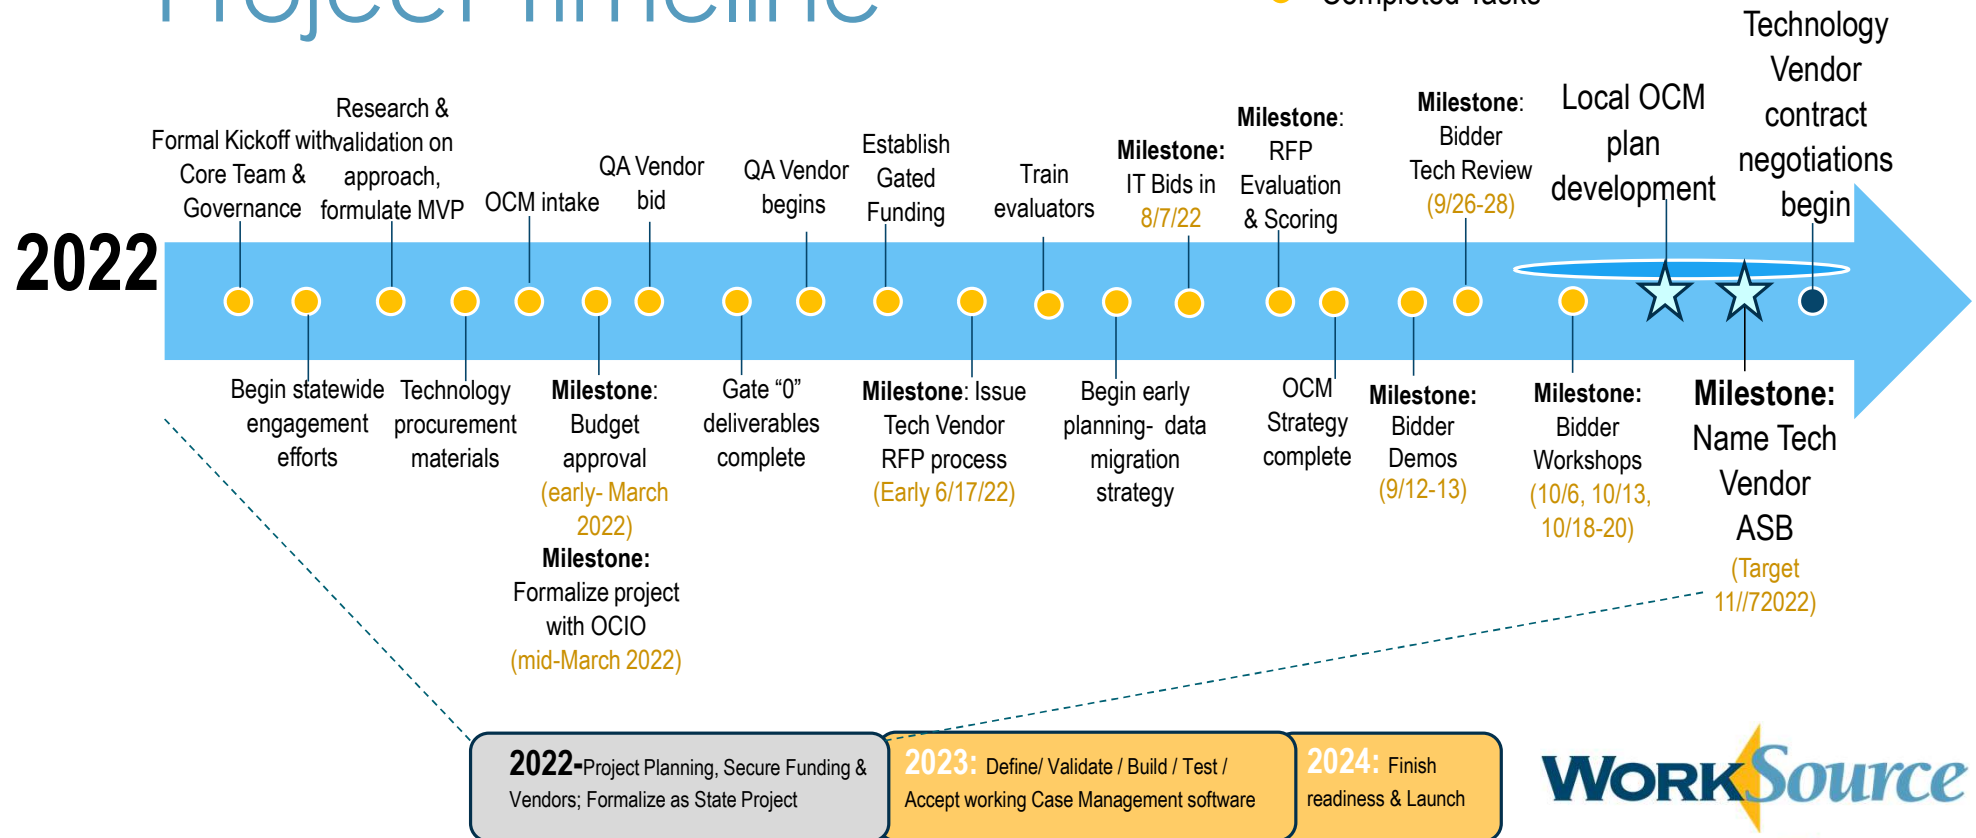 Project Timeline
Completed Tasks
2022
Formal Kickoff with
Core Team &
Governance
Research &
validation on
approach,
formulate MVP
OCM intake
QA Vendor
bid
QA Vendor
begins
Establish
Gated
Funding
Train
evaluators
Milestone:
IT Bids in
8/7/22
Milestone:
RFP
Evaluation
& Scoring
Milestone:
Bidder
Tech Review
(9/26-28)
Local OCM
plan
development
Technology
Vendor
contract
negotiations
begin
Begin statewide
engagement
efforts
Technology
procurement
materials
Milestone:
Budget
approval
(early- March
2022)
Milestone:
Formalize project
with OCIO
(mid-March 2022)
Gate “0”
deliverables
complete
Milestone: Issue
Tech Vendor
RFP process
(Early 6/17/22)
Begin early
planning- data
migration
strategy
OCM
Strategy
complete
Milestone:
Bidder
Demos
(9/12-13)
Milestone:
Bidder
Workshops
(10/6, 10/13,
10/18-20)
Milestone:
Name Tech
Vendor
ASB
(Target
11//72022)
2022-Project Planning, Secure Funding &
Vendors; Formalize as State Project
2023: Define/ Validate / Build / Test /
Accept working Case Management software
2024: Finish
readiness & Launch
WorkSource